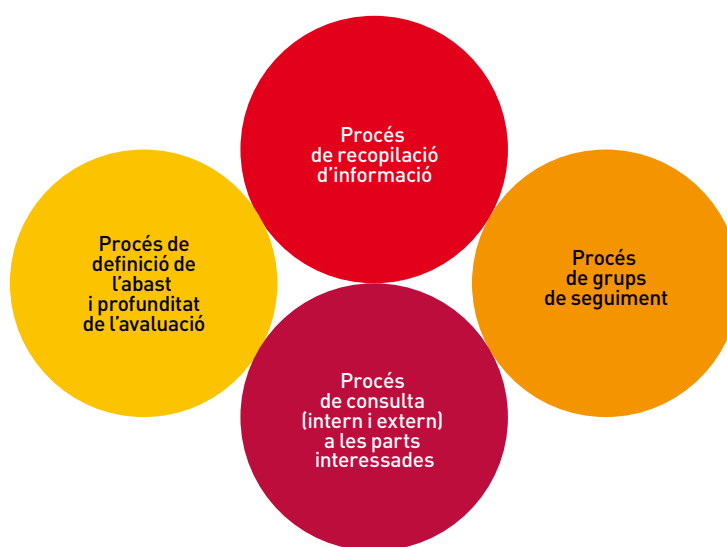 Procés
de recopilació
d’informació
Procés de
definició de
l’abast
i profunditat
de l’avaluació
Procés
de grups
de seguiment
Procés
de consulta
(intern i extern)
a les parts
interessades